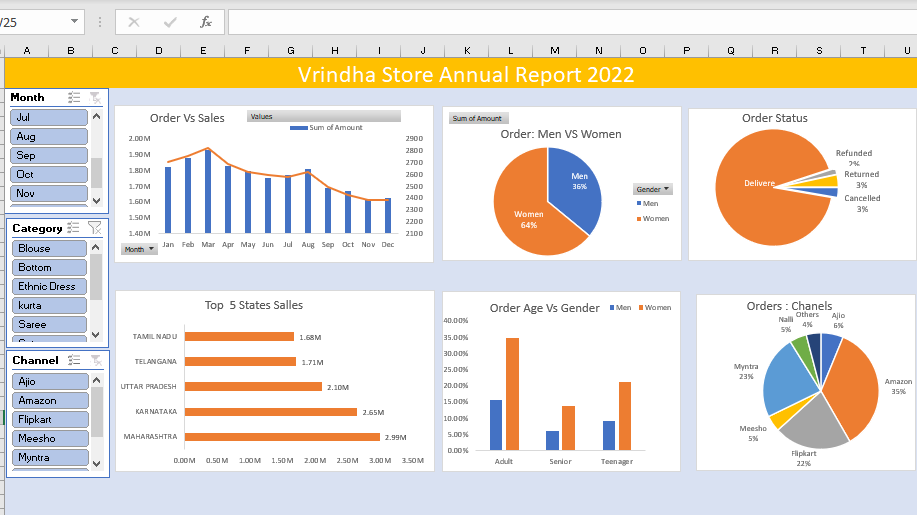 /25
fx
A B C D E F G H I J K L M N O P Q R S T U
Vrindha Store Annual Report 2022
Month
Jul
Aug
Sep
Oct
Nov
Category
Blouse
Bottom
Ethnic Dress
kurta
Saree
Channel
Ajio
Amazon
Flipkart
Meesho
Myntra
Order Vs Sales
Values
Sum of Amount
2.00M
1.90M
1.80M
1.70M
1.60M
1.50M
1.40M
2900
2800
2700
2600
2500
2400
2300
2200
2100
Jan Feb Mar Apr May Jun Jul Aug Sep Oct Nov Dec
Month
Sum of Amount
Order: Men VS Women
Men
36%
Women
64%
Gender
Men
Women
Order Status
Delivere
Refunded
2%
Returned
3%
Cancelled
3%
Top 5 States Salles
TAMIL NADU 1.68M
TELANGANA 1.71M
UTTAR PRADESH 2.10M
KARNATAKA 2.65M
MAHARASHTRA 2.99M
0.00M 0.50M 1.00M 1.50M 2.00M 2.50M 3.00M 3.50M
Order Age Vs Gender
Men Women
40.00%
35.00%
30.00%
25.00%
20.00%
15.00%
10.00%
5.00%
0.00%
Adult Senior Teenager
Orders : Chanels
Nalli
5%
Others
4%
Ajio
6%
Myntra
23%
Amazon
35%
Meesho
5%
Flipkart
22%